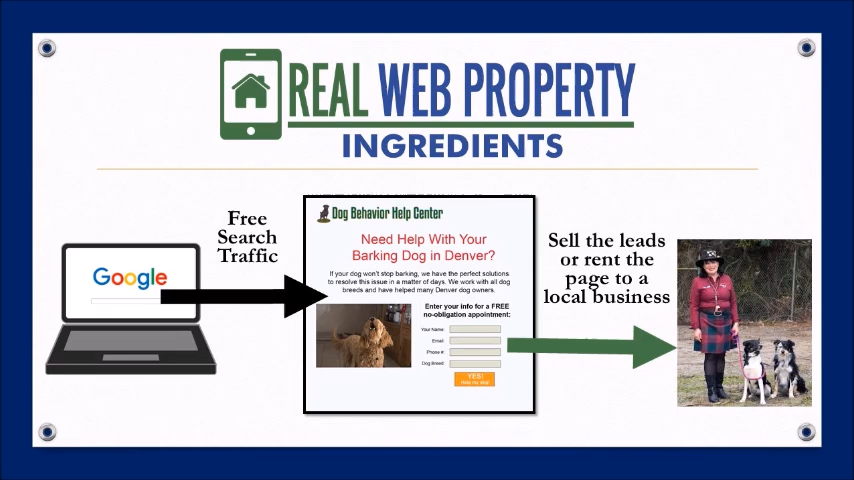 REAL WEB PROPERTY
INGREDIENTS
Free
Search
Traffic
Google
Dog Behavior Help Center
Need Help With Your
Barking Dog in Denver?
If your dog won't stop barking, we have the perfect solutions
to resolve this issue in a matter of days. We work with all dog
breeds and have helped many Denver dog owners.
Enter your info for a FREE
no-obligation appointment:
Your Name:
Email:
Phone #:
Dog Breed:
YES!
Help my dog
Sell the leads
or rent the
page to a
local business